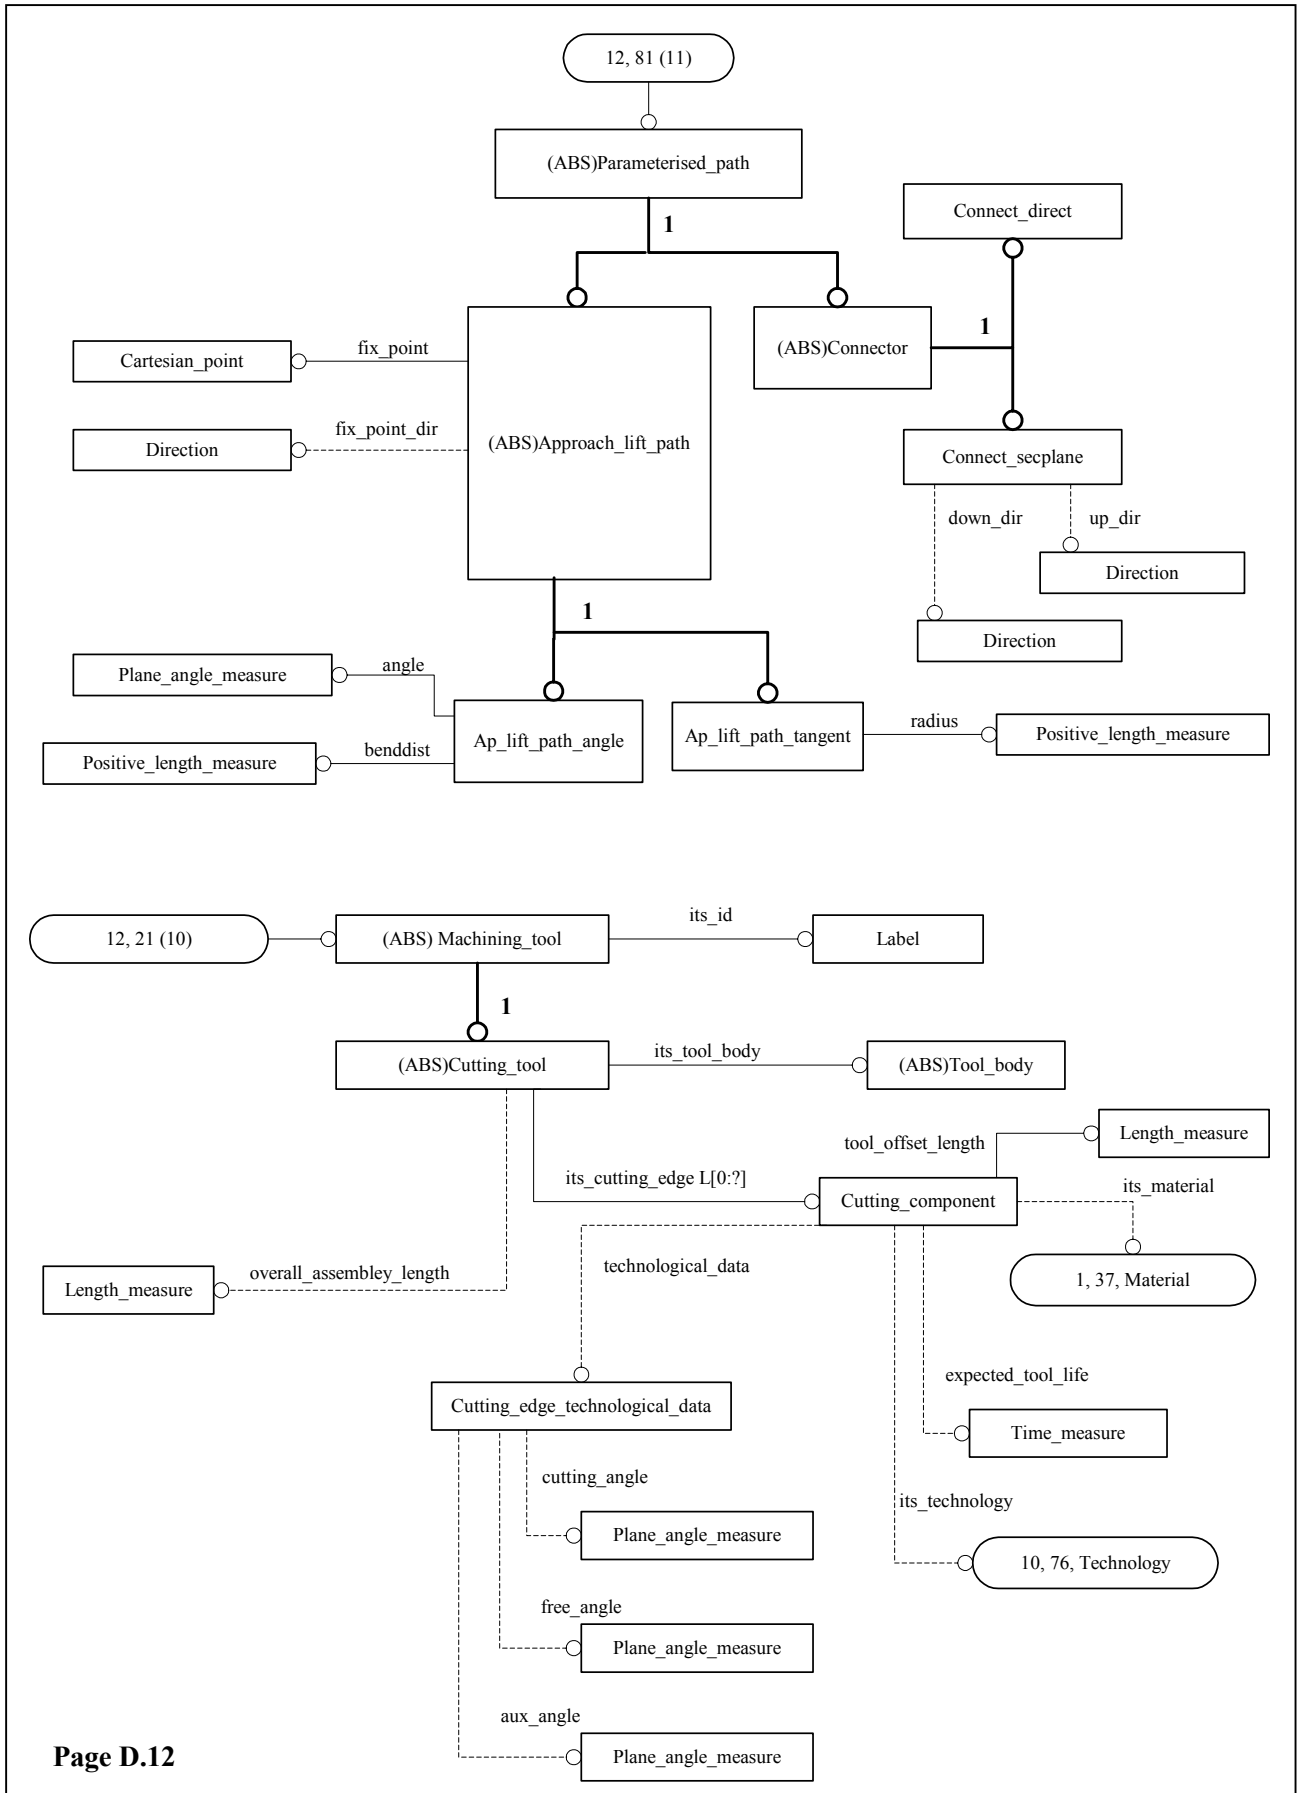 12, 81 (11)
(ABS)Parameterised_path
1
Connect_direct
1
(ABS)Connector
Cartesian_point
fix_point
Direction
fix_point_dir
(ABS)Approach_lift_path
Connect_secplane
down_dir
up_dir
Direction
Direction
1
Plane_angle_measure
angle
Positive_length_measure
benddist
Ap_lift_path_angle
Ap_lift_path_tangent
radius
Positive_length_measure
12, 21 (10)
(ABS) Machining_tool
its_id
Label
1
(ABS)Cutting_tool
its_tool_body
(ABS)Tool_body
tool_offset_length
Length_measure
its_cutting_edge L[0:?]
Cutting_component
its_material
1, 37, Material
technological_data
Length_measure
overall_assembley_length
expected_tool_life
Time_measure
Cutting_edge_technological_data
cutting_angle
Plane_angle_measure
its_technology
10, 76, Technology
free_angle
Plane_angle_measure
aux_angle
Plane_angle_measure
Page D.12